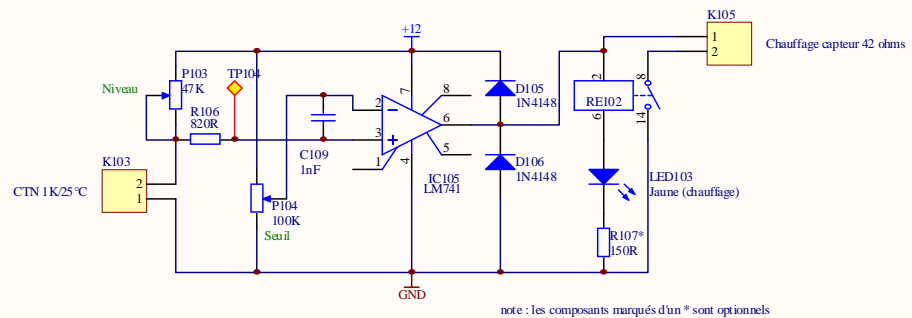 +12
K105
1
2
Chauffage capteur 42 ohms
P103
47K
TP104
Niveau
R106
820R
7
8
2
3
6
5
1
4
D105
1N4148
2
RE102
6
8
14
C109
1nF
IC105
LM741
D106
1N4148
K103
2
1
CTN 1K/25°C
P104
100K
Seuil
LED103
Jaune (chauffage)
R107*
150R
GND
note : les composants marqués d'un * sont optionnels